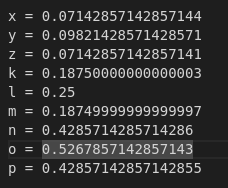 x = 0.07142857142857144
y = 0.09821428571428571
z = 0.07142857142857141
k = 0.18750000000000003
l = 0.25
m = 0.18749999999999997
n = 0.4285714285714286
o = 0.5267857142857143
p = 0.42857142857142855